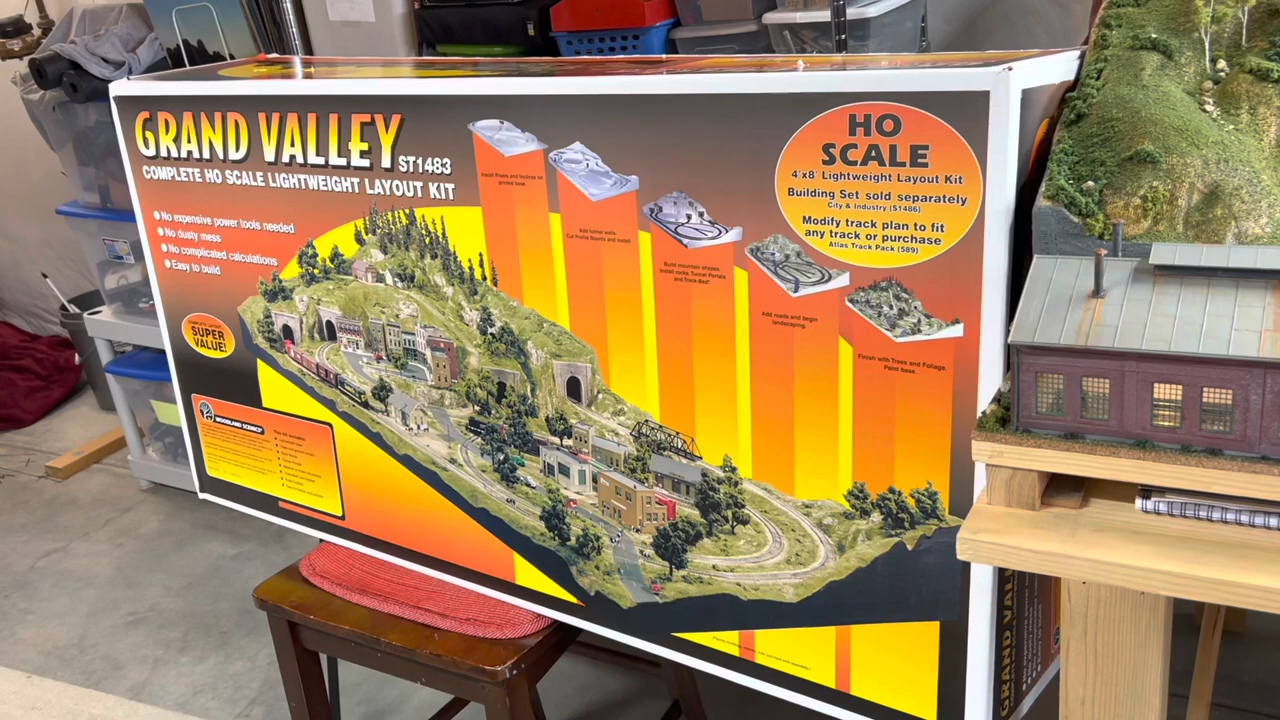 GRAND VALLEY
ST1483
COMPLETE HO SCALE LIGHTWEIGHT LAYOUT KIT
No expensive power tools needed
No dusty mess
No complicated calculations
Easy to build
SUPER
VALUE!
WOODLAND SCENICS
Install Risers and Inclines on
printed base.
Add tunnel walls.
Cut Profile Boards and install
Build mountain shapes.
Install rocks, Tunnel Portals
and Track-Bed
Add roads and begin
landscaping.
Finish with Trees and Foliage.
Paint base.
HO
SCALE
4'x8' Lightweight Layout Kit
Building Set sold separately
City & Industry (S1486)
Modify track plan to fit
any track or purchase
Atlas Track Pack (589)
GRAND VAL